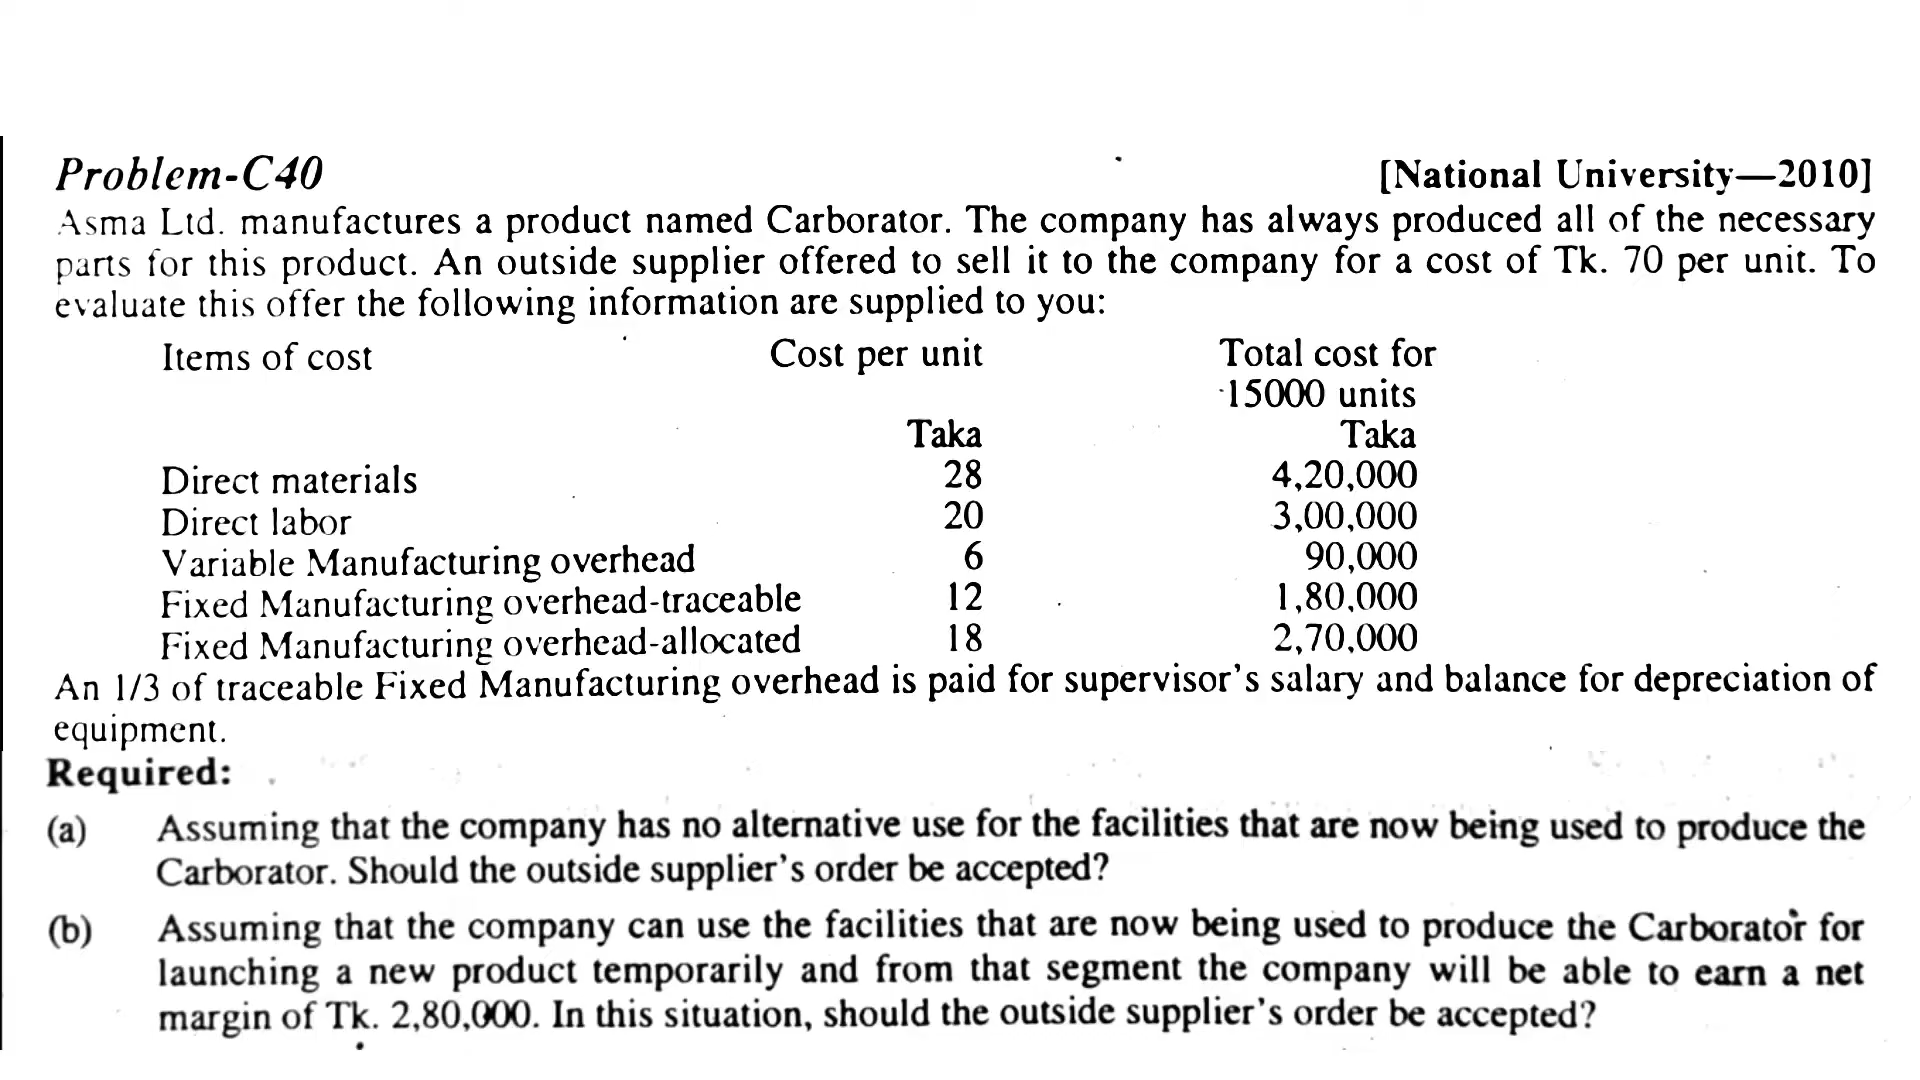 Problem-C40 [National University—2010]
Asma Ltd. manufactures a product named Carborator. The company has always produced all of the necessary
parts for this product. An outside supplier offered to sell it to the company for a cost of Tk. 70 per unit. To
evaluate this offer the following information are supplied to you:
Items of cost Cost per unit Total cost for
15000 units
Taka Taka
Direct materials 28 4,20,000
Direct labor 20 3,00,000
Variable Manufacturing overhead 6 90,000
Fixed Manufacturing overhead-traceable 12 1,80,000
Fixed Manufacturing overhead-allocated 18 2,70,000
An 1/3 of traceable Fixed Manufacturing overhead is paid for supervisor's salary and balance for depreciation of
equipment.
Required:
(a) Assuming that the company has no alternative use for the facilities that are now being used to produce the
Carborator. Should the outside supplier's order be accepted?
(b) Assuming that the company can use the facilities that are now being used to produce the Carborator for
launching a new product temporarily and from that segment the company will be able to earn a net
margin of Tk. 2,80,000. In this situation, should the outside supplier's order be accepted?